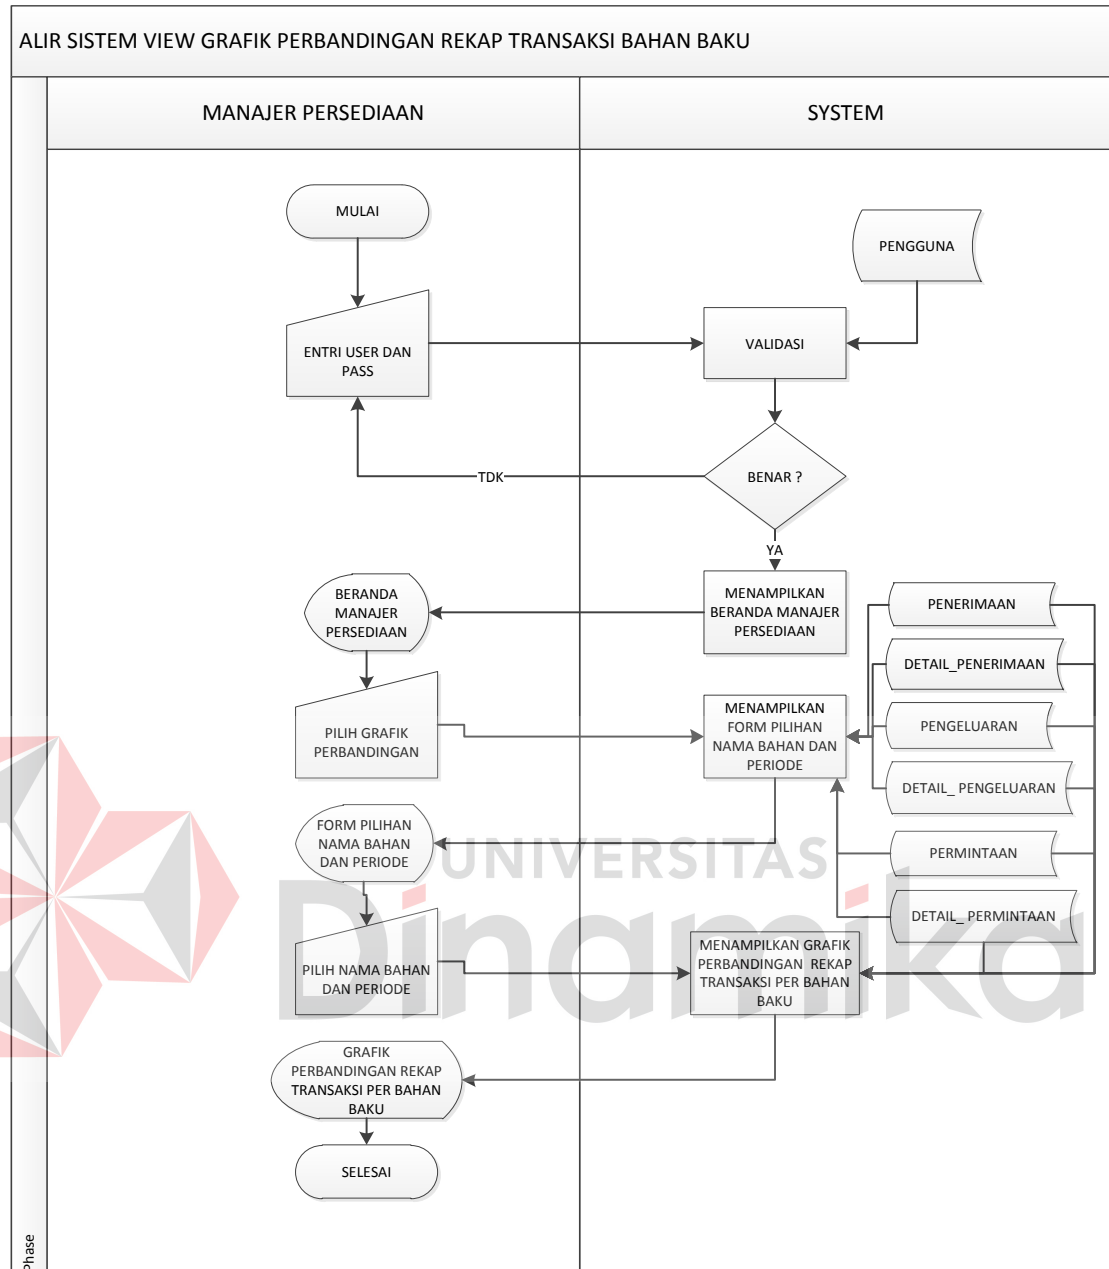 ALIR SISTEM VIEW GRAFIK PERBANDINGAN REKAP TRANSAKSI BAHAN BAKU
MANAJER PERSEDIAAN
SYSTEM
MULAI
PENGGUNA
ENTRI USER DAN
PASS
VALIDASI
BENAR ?
TDK
YA
BERANDA
MANAJER
PERSEDIAAN
MENAMPILKAN
BERANDA MANAJER
PERSEDIAAN
PENERIMAAN
DETAIL_PENERIMAAN
PILIH GRAFIK
PERBANDINGAN
MENAMPILKAN
FORM PILIHAN
NAMA BAHAN DAN
PERIODE
PENGELUARAN
DETAIL_ PENGELUARAN
FORM PILIHAN
NAMA BAHAN
DAN PERIODE
PERMINTAAN
DETAIL_ PERMINTAAN
UNIVERSITAS
Dinamika
PILIH NAMA BAHAN
DAN PERIODE
MENAMPILKAN GRAFIK
PERBANDINGAN REKAP
TRANSAKSI PER BAHAN
BAKU
GRAFIK
PERBANDINGAN REKAP
TRANSAKSI PER BAHAN
BAKU
SELESAI
Phase